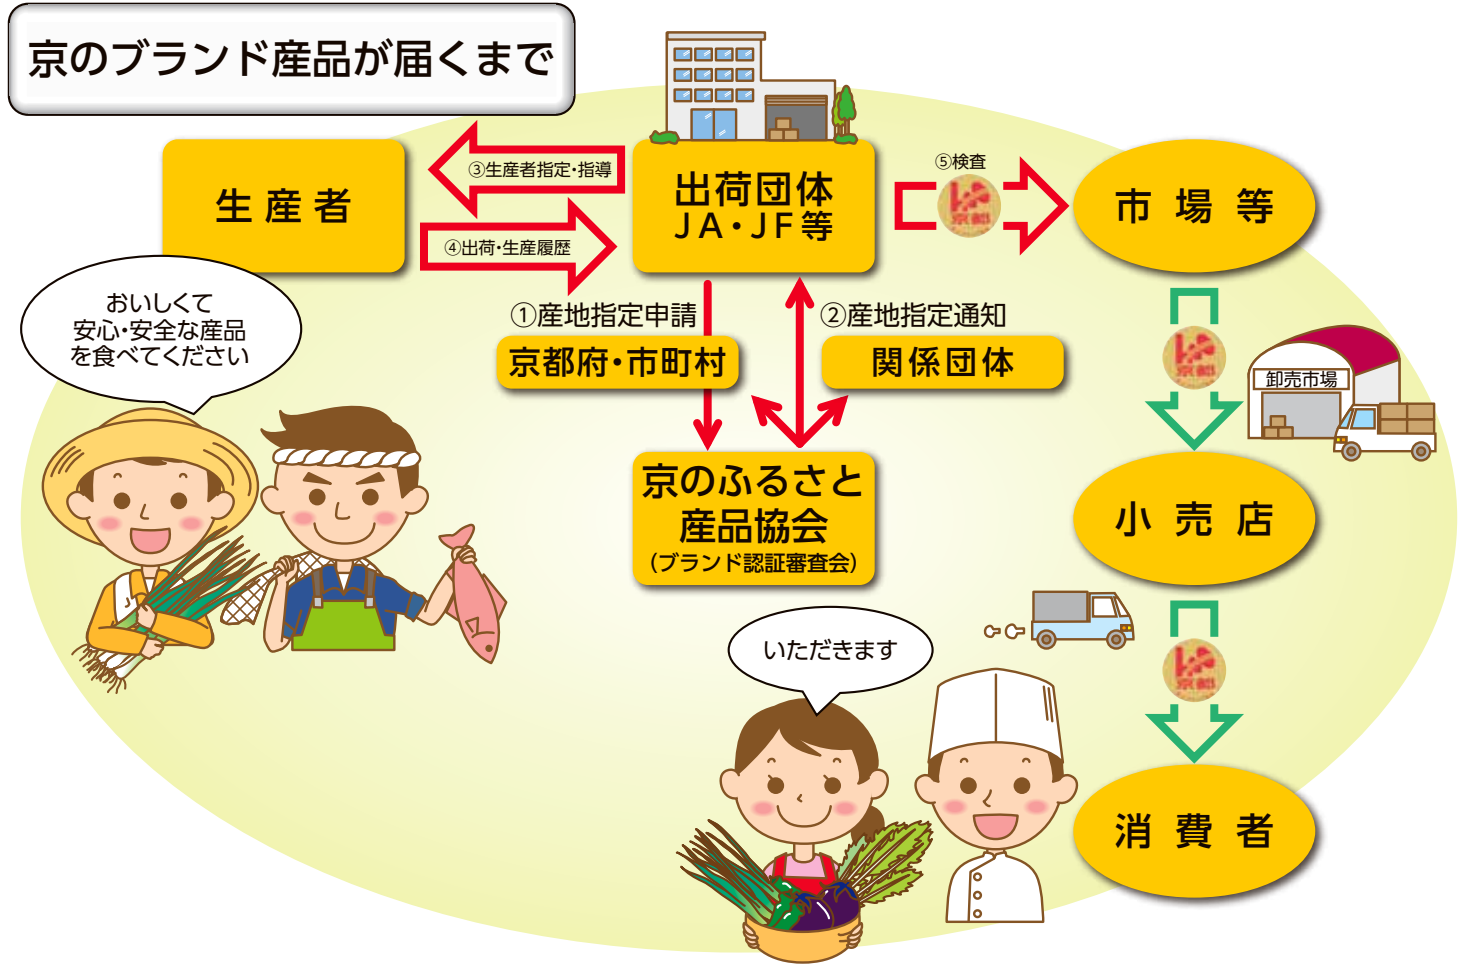 京のブランド産品が届くまで
生産者
③生産者指定・指導
④出荷・生産履歴
出荷団体
JA・JF等
⑤検査
市場等
おいしくて
安心・安全な産品
を食べてください
①産地指定申請
②産地指定通知
京都府・市町村
関係団体
卸売市場
京のふるさと
産品協会
(ブランド認証審査会)
小売店
いただきます
消費者